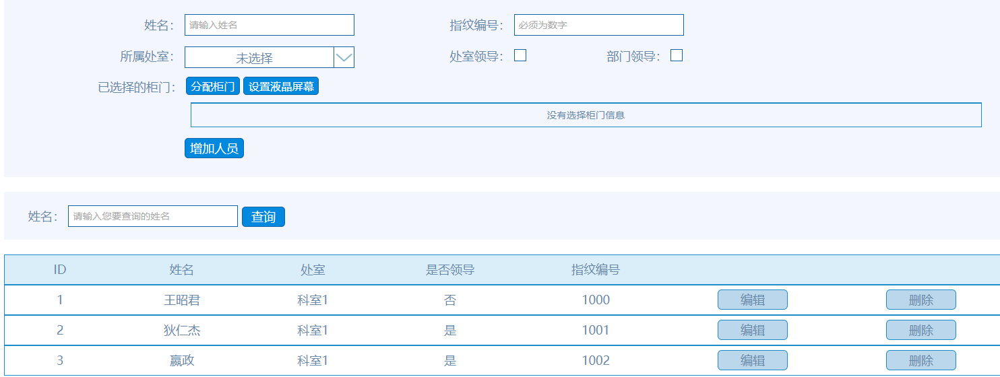 姓名： 请输入姓名 指纹编号： 必须为数字
所属处室： 未选择 处室领导： 部门领导：
已选择的柜门： 分配柜门 设置液晶屏幕
没有选择柜门信息
增加人员
姓名： 请输入您要查询的姓名 查询
ID 姓名 处室 是否领导 指纹编号
1 王昭君 科室1 否 1000 编辑 删除
2 狄仁杰 科室1 是 1001 编辑 删除
3 嬴政 科室1 是 1002 编辑 删除